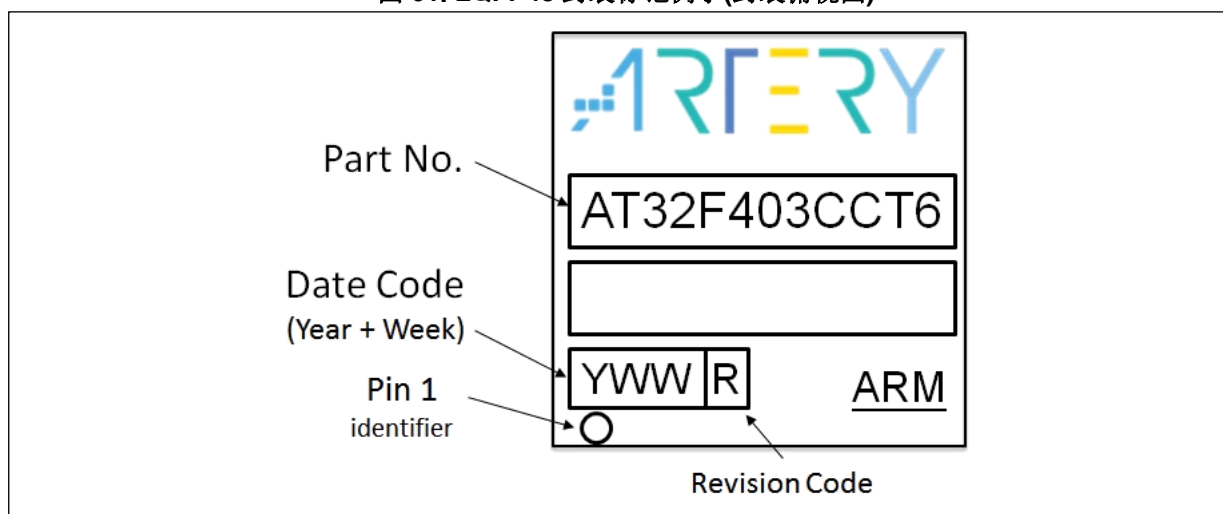 ARTERY
Part No.
AT32F403CCT6
Date Code
(Year + Week)
YWW R
ARM
Pin 1
identifier
Revision Code